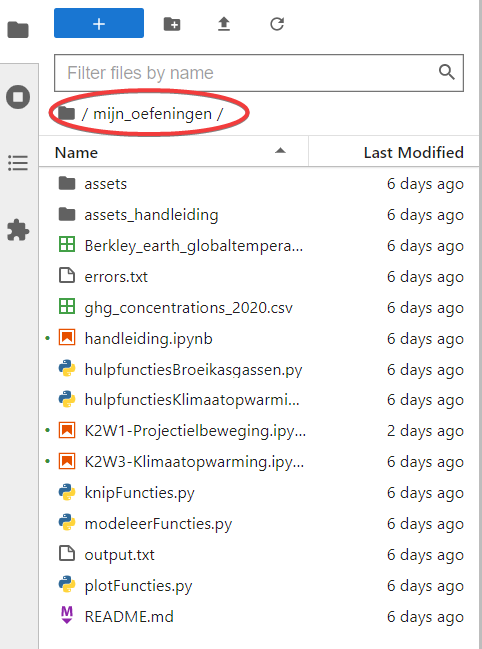 Filter files by name
/ mijn_oefeningen /
Name Last Modified
assets 6 days ago
assets_handleiding 6 days ago
Berkley_earth_globaltempera... 6 days ago
errors.txt 6 days ago
ghg_concentrations_2020.csv 6 days ago
handleiding.ipynb 6 days ago
hulpfunctiesBroeikasgassen.py 6 days ago
hulpfunctiesKlimaatopwarmi... 6 days ago
K2W1-Projectielbeweging.ipy... 2 days ago
K2W3-Klimaatopwarming.ipy... 6 days ago
knipFuncties.py 6 days ago
modeleerFuncties.py 6 days ago
output.txt 6 days ago
plotFuncties.py 6 days ago
README.md 6 days ago